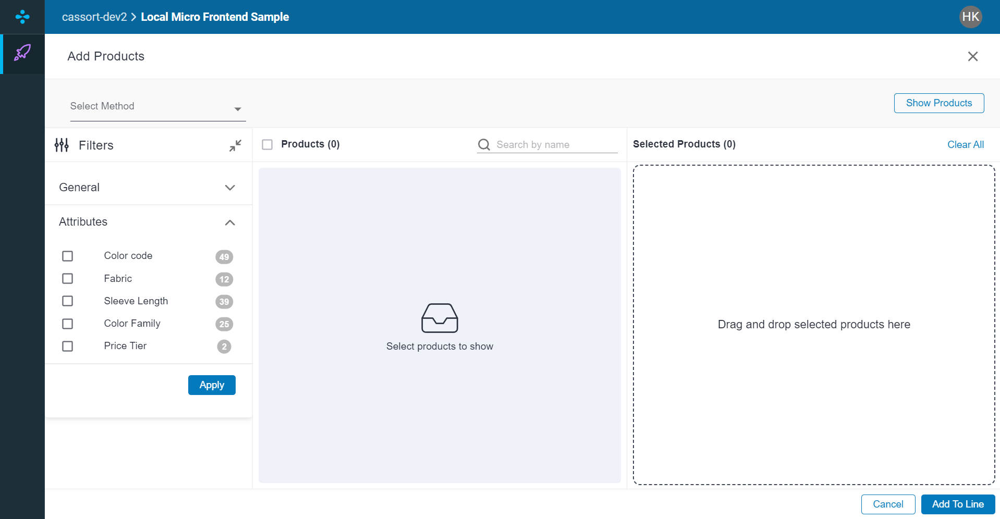 cassort-dev2 > Local Micro Frontend Sample
HK
Add Products
Select Method
Show Products
Filters
Products (0)
Search by name
Selected Products (0)
Clear All
General
Attributes
Color code 49
Fabric 12
Sleeve Length 39
Color Family 25
Price Tier 2
Apply
Select products to show
Drag and drop selected products here
Cancel
Add To Line